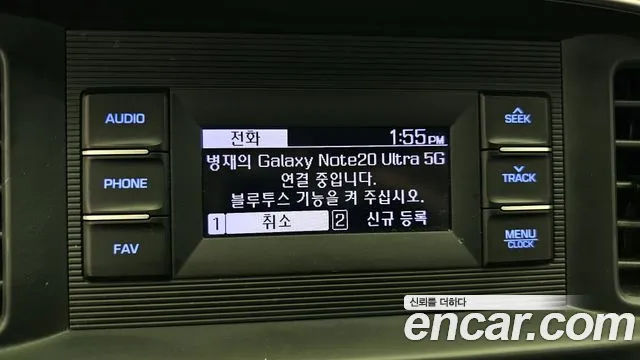 AUDIO
PHONE
FAV
전화 1:55PM
병재의 Galaxy Note20 Ultra 5G
연결 중입니다.
블루투스 기능을 켜 주십시오.
1 취소 2 신규 등록
SEEK
TRACK
MENU
CLOCK
신뢰를 더하다
encar.com